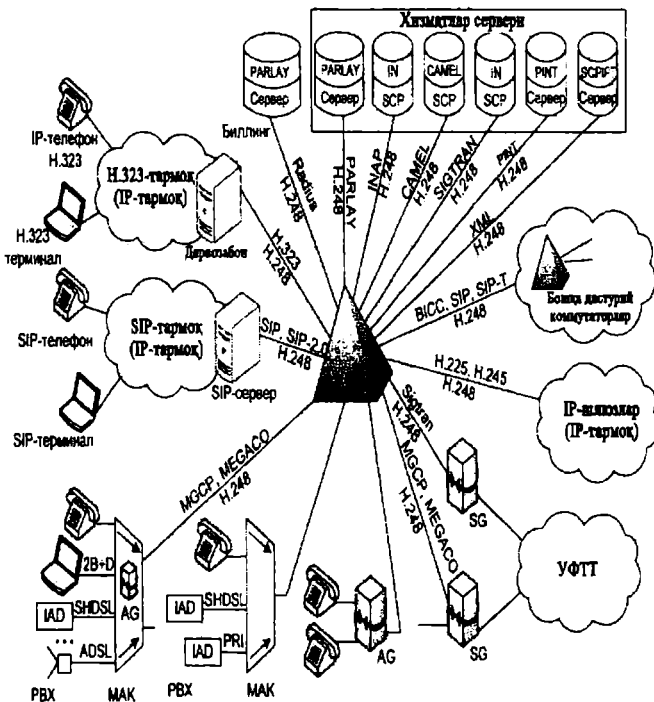 Хизматлар сервери
PARLAY
Сервер
PARLAY
Сервер
IN
SCP
CAMEL
SCP
IN
SCP
PINT
Сервер
Сервер
Биллинг
Radius
H.248
PARLAY
H.248
INAP
H.248
CAMEL
H.248
SIGTRAN
H.248
PINT
H.248
XML
H.248
IP-телефон
H.323
H.323-тармоқ
(IP-тармоқ)
H.323
терминал
Дарвозабон
H.323
H.248
SIP-телефон
SIP-тармоқ
(IP-тармоқ)
SIP-сервер
SIP-терминал
SIP, SIP-2.0
H.248
BICC, SIP, SIP-T
H.248
Бошқа дастурий
коммутаторлар
H.225, H.245
H.248
IP-шлюзлар
(IP-тармоқ)
Sigtran
H.248
MGCP, MEGACO
H.248
MGCP, MEGACO
H.248
SG
SG
УФТТ
2B+D
IAD
SHDSL
AG
...
ADSL
PBX
МАК
IAD
SHDSL
IAD
PRI
PBX
МАК
AG